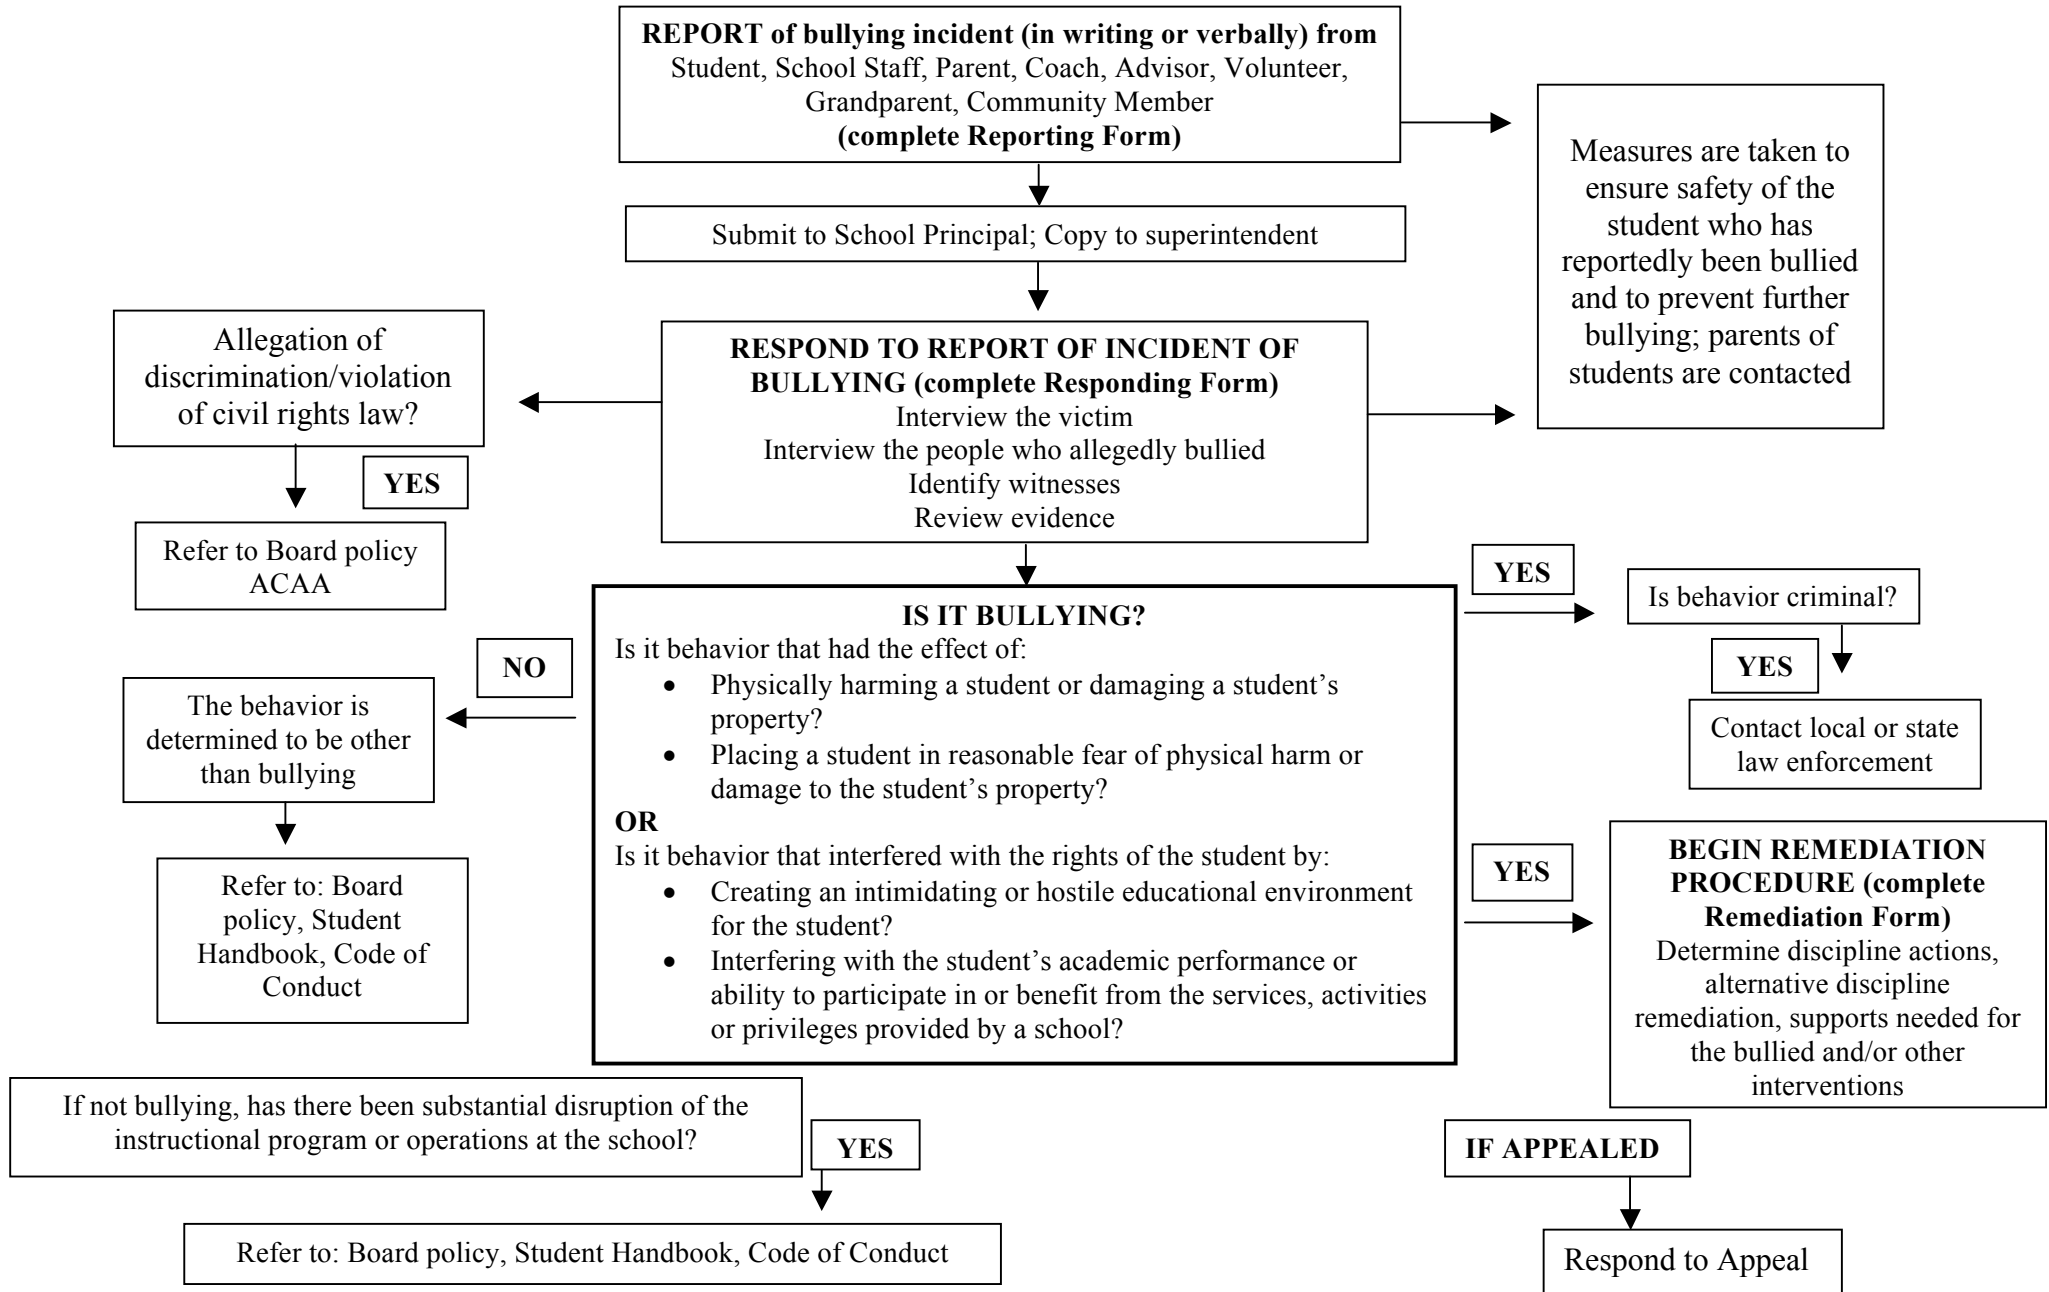 REPORT of bullying incident (in writing or verbally) from
Student, School Staff, Parent, Coach, Advisor, Volunteer,
Grandparent, Community Member
(complete Reporting Form)
Measures are taken to
ensure safety of the
student who has
reportedly been bullied
and to prevent further
bullying; parents of
students are contacted
Submit to School Principal; Copy to superintendent
Allegation of
discrimination/violation
of civil rights law?
YES
Refer to Board policy
ACAA
RESPOND TO REPORT OF INCIDENT OF
BULLYING (complete Responding Form)
Interview the victim
Interview the people who allegedly bullied
Identify witnesses
Review evidence
YES
Is behavior criminal?
YES
Contact local or state
law enforcement
NO
The behavior is
determined to be other
than bullying
Refer to: Board
policy, Student
Handbook, Code of
Conduct
IS IT BULLYING?
Is it behavior that had the effect of:
• Physically harming a student or damaging a student’s
property?
• Placing a student in reasonable fear of physical harm or
damage to the student’s property?
OR
Is it behavior that interfered with the rights of the student by:
• Creating an intimidating or hostile educational environment
for the student?
• Interfering with the student’s academic performance or
ability to participate in or benefit from the services, activities
or privileges provided by a school?
YES
BEGIN REMEDIATION
PROCEDURE (complete
Remediation Form)
Determine discipline actions,
alternative discipline
remediation, supports needed for
the bullied and/or other
interventions
If not bullying, has there been substantial disruption of the
instructional program or operations at the school?
YES
Refer to: Board policy, Student Handbook, Code of Conduct
IF APPEALED
Respond to Appeal